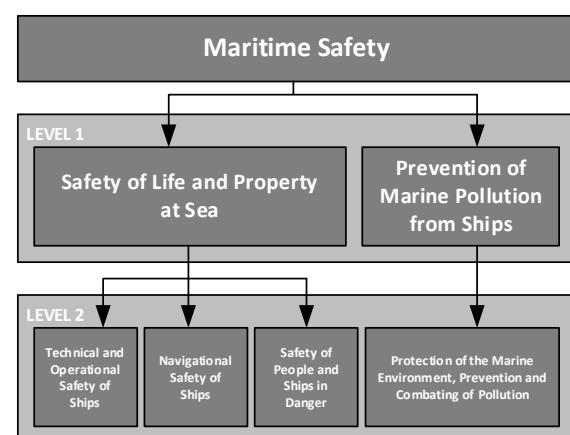 Maritime Safety
LEVEL 1
Safety of Life and Property
at Sea
Prevention of
Marine Pollution
from Ships
LEVEL 2
Technical and
Operational
Safety of
Ships
Navigational
Safety of
Ships
Safety of
People and
Ships in
Danger
Protection of the Marine
Environment, Prevention and
Combating of Pollution